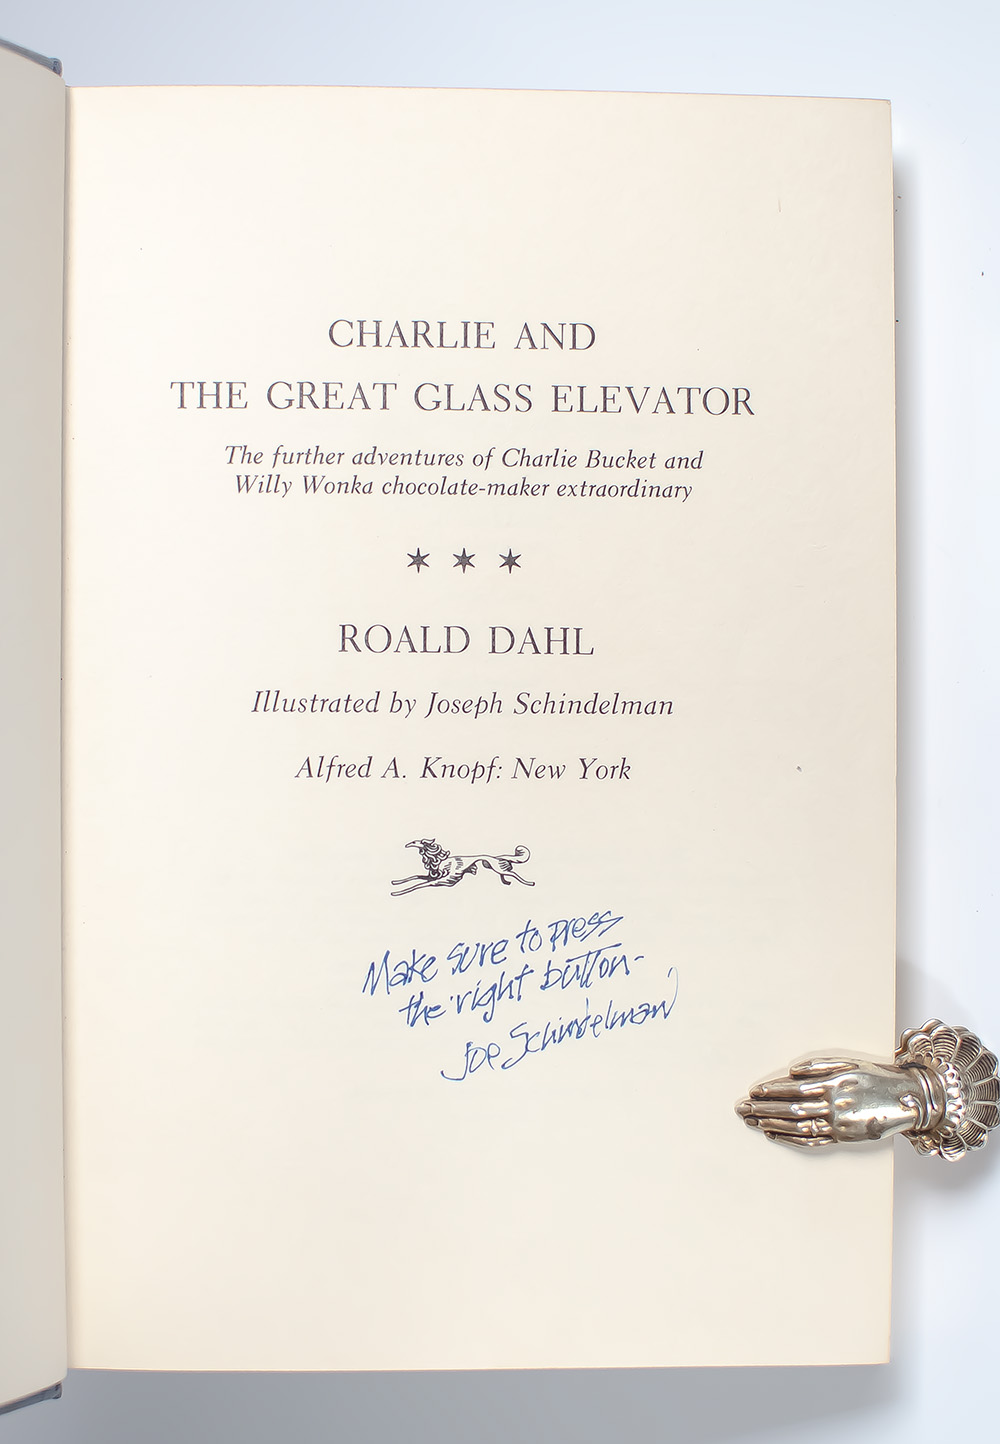 CHARLIE AND
THE GREAT GLASS ELEVATOR
The further adventures of Charlie Bucket and
Willy Wonka chocolate-maker extraordinary
✶ ✶ ✶
ROALD DAHL
Illustrated by Joseph Schindelman
Alfred A. Knopf: New York
Make sure to press
the right button-
Joe Schindelman